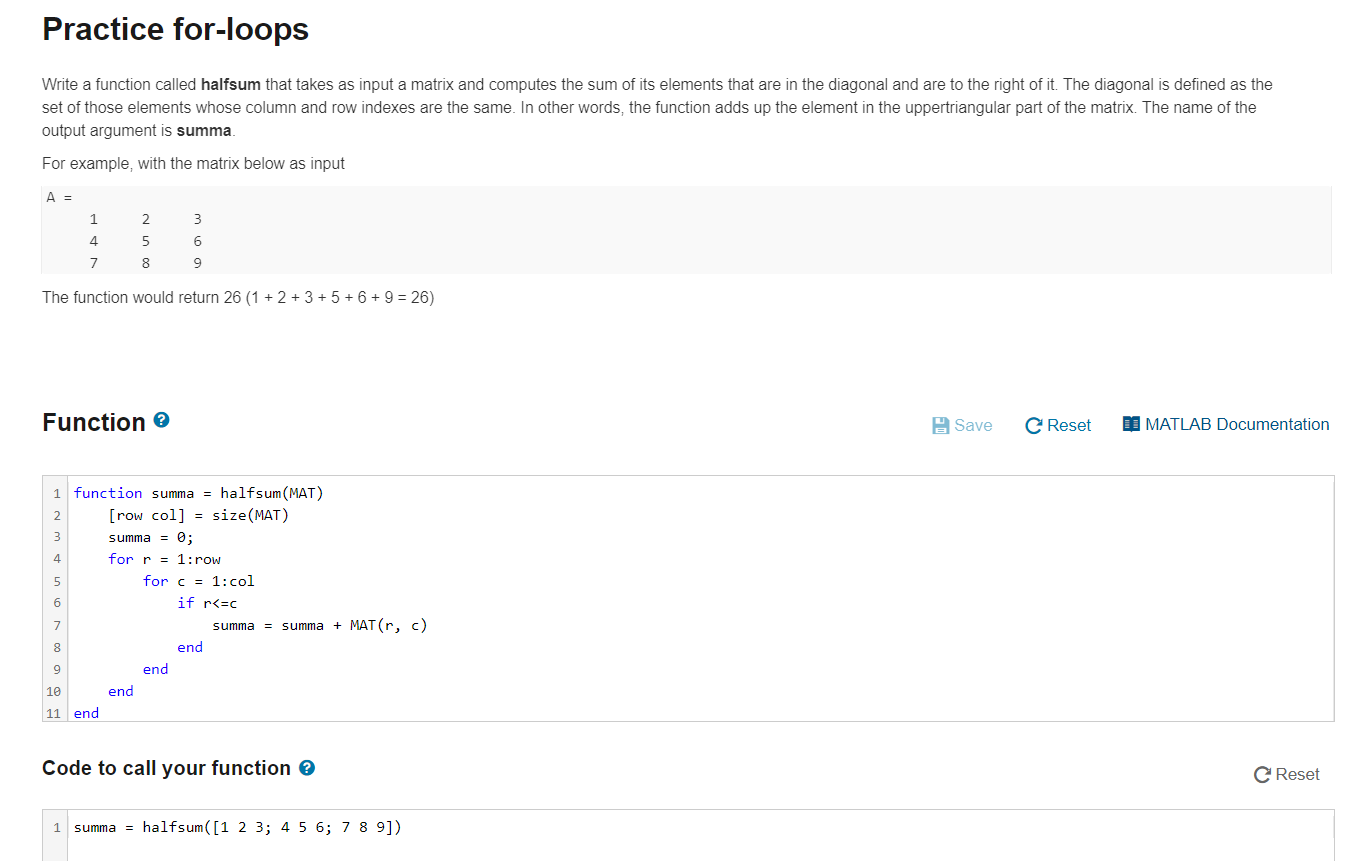 Practice for-loops
Write a function called halfsum that takes as input a matrix and computes the sum of its elements that are in the diagonal and are to the right of it. The diagonal is defined as the
set of those elements whose column and row indexes are the same. In other words, the function adds up the element in the uppertriangular part of the matrix. The name of the
output argument is summa.
For example, with the matrix below as input
A =
1 2 3
4 5 6
7 8 9
The function would return 26 (1 + 2 + 3 + 5 + 6 + 9 = 26)
Function ?
Save Reset MATLAB Documentation
1 function summa = halfsum(MAT)
2 [row col] = size(MAT)
3 summa = 0;
4 for r = 1:row
5 for c = 1:col
6 if r<=c
7 summa = summa + MAT(r, c)
8 end
9 end
10 end
11 end
Code to call your function ?
Reset
1 summa = halfsum([1 2 3; 4 5 6; 7 8 9])